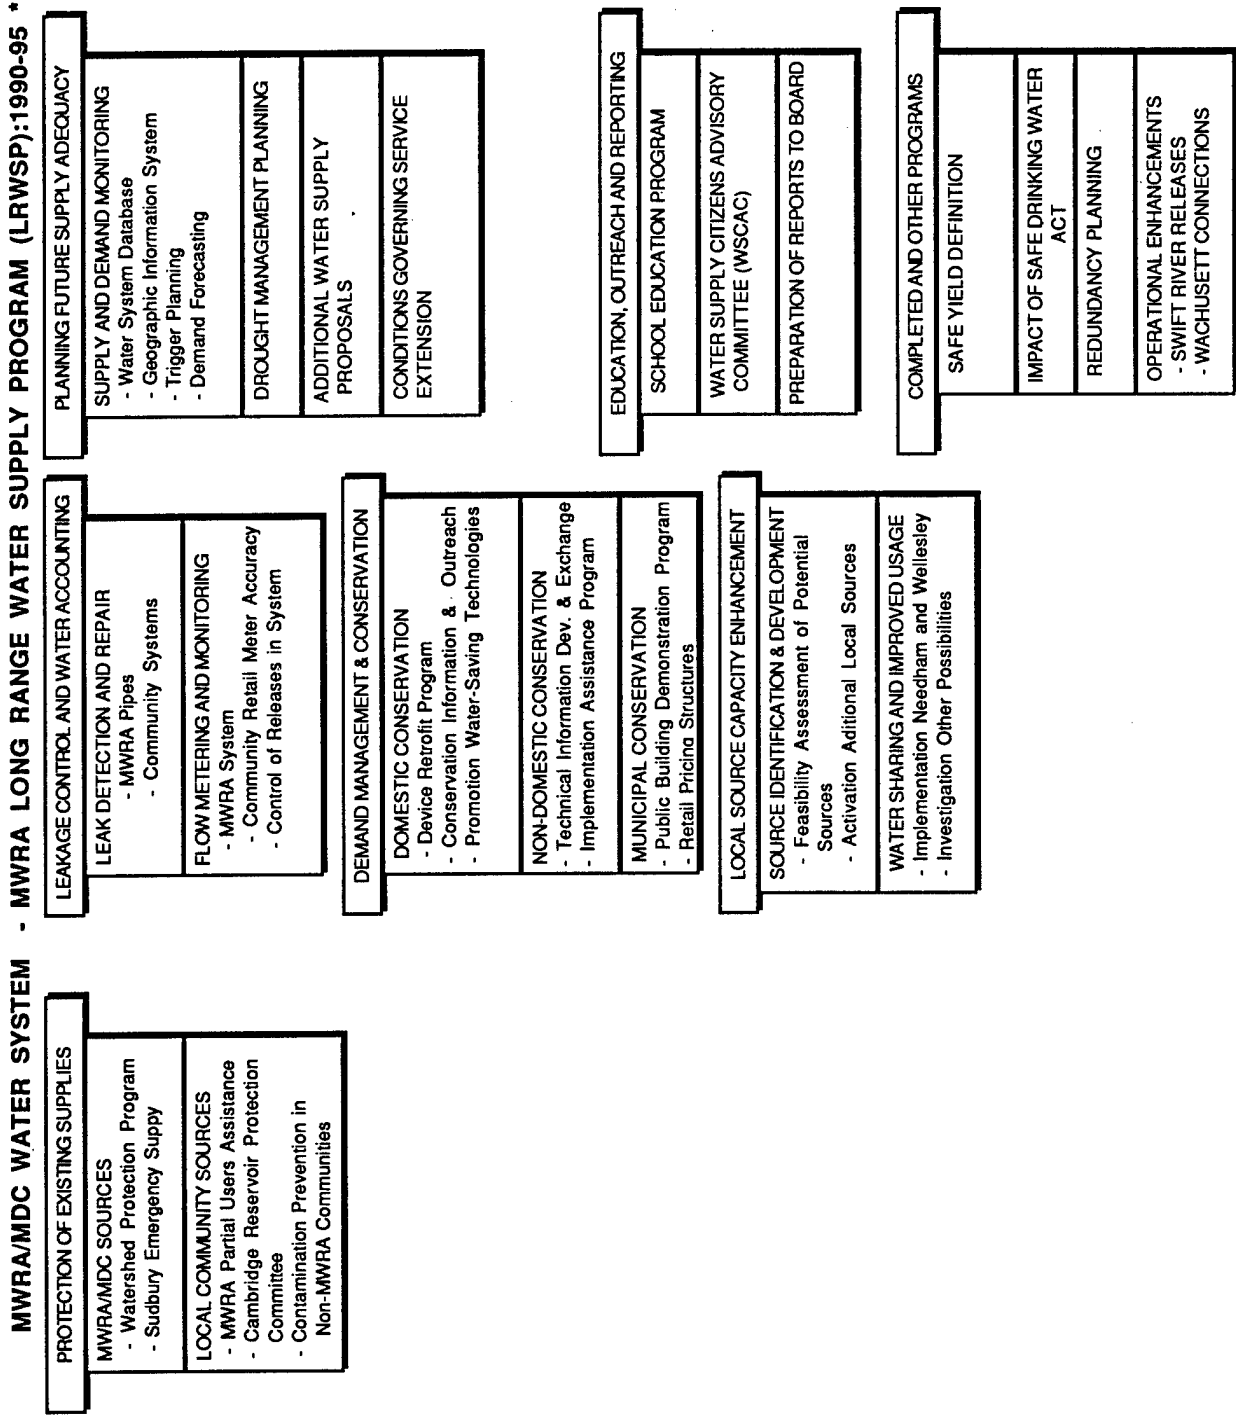 MWRA/MDC WATER SYSTEM - MWRA LONG RANGE WATER SUPPLY PROGRAM (LRWSP):1990-95 *
PROTECTION OF EXISTING SUPPLIES
MWRA/MDC SOURCES
- Watershed Protection Program
- Sudbury Emergency Suppy
LOCAL COMMUNITY SOURCES
- MWRA Partial Users Assistance
- Cambridge Reservoir Protection
Committee
- Contamination Prevention in
Non-MWRA Communities
LEAKAGE CONTROL AND WATER ACCOUNTING
LEAK DETECTION AND REPAIR
- MWRA Pipes
- Community Systems
FLOW METERING AND MONITORING
- MWRA System
- Community Retail Meter Accuracy
- Control of Releases in System
DEMAND MANAGEMENT & CONSERVATION
DOMESTIC CONSERVATION
- Device Retrofit Program
- Conservation Information & Outreach
- Promotion Water-Saving Technologies
NON-DOMESTIC CONSERVATION
- Technical Information Dev. & Exchange
- Implementation Assistance Program
MUNICIPAL CONSERVATION
- Public Building Demonstration Program
- Retail Pricing Structures
LOCAL SOURCE CAPACITY ENHANCEMENT
SOURCE IDENTIFICATION & DEVELOPMENT
- Feasibility Assessment of Potential
Sources
- Activation Aditional Local Sources
WATER SHARING AND IMPROVED USAGE
- Implementation Needham and Wellesley
- Investigation Other Possibilities
PLANNING FUTURE SUPPLY ADEQUACY
SUPPLY AND DEMAND MONITORING
- Water System Database
- Geographic Information System
- Trigger Planning
- Demand Forecasting
DROUGHT MANAGEMENT PLANNING
ADDITIONAL WATER SUPPLY
PROPOSALS
CONDITIONS GOVERNING SERVICE
EXTENSION
EDUCATION, OUTREACH AND REPORTING
SCHOOL EDUCATION PROGRAM
WATER SUPPLY CITIZENS ADVISORY
COMMITTEE (WSCAC)
PREPARATION OF REPORTS TO BOARD
COMPLETED AND OTHER PROGRAMS
SAFE YIELD DEFINITION
IMPACT OF SAFE DRINKING WATER
ACT
REDUNDANCY PLANNING
OPERATIONAL ENHANCEMENTS
- SWIFT RIVER RELEASES
- WACHUSETT CONNECTIONS